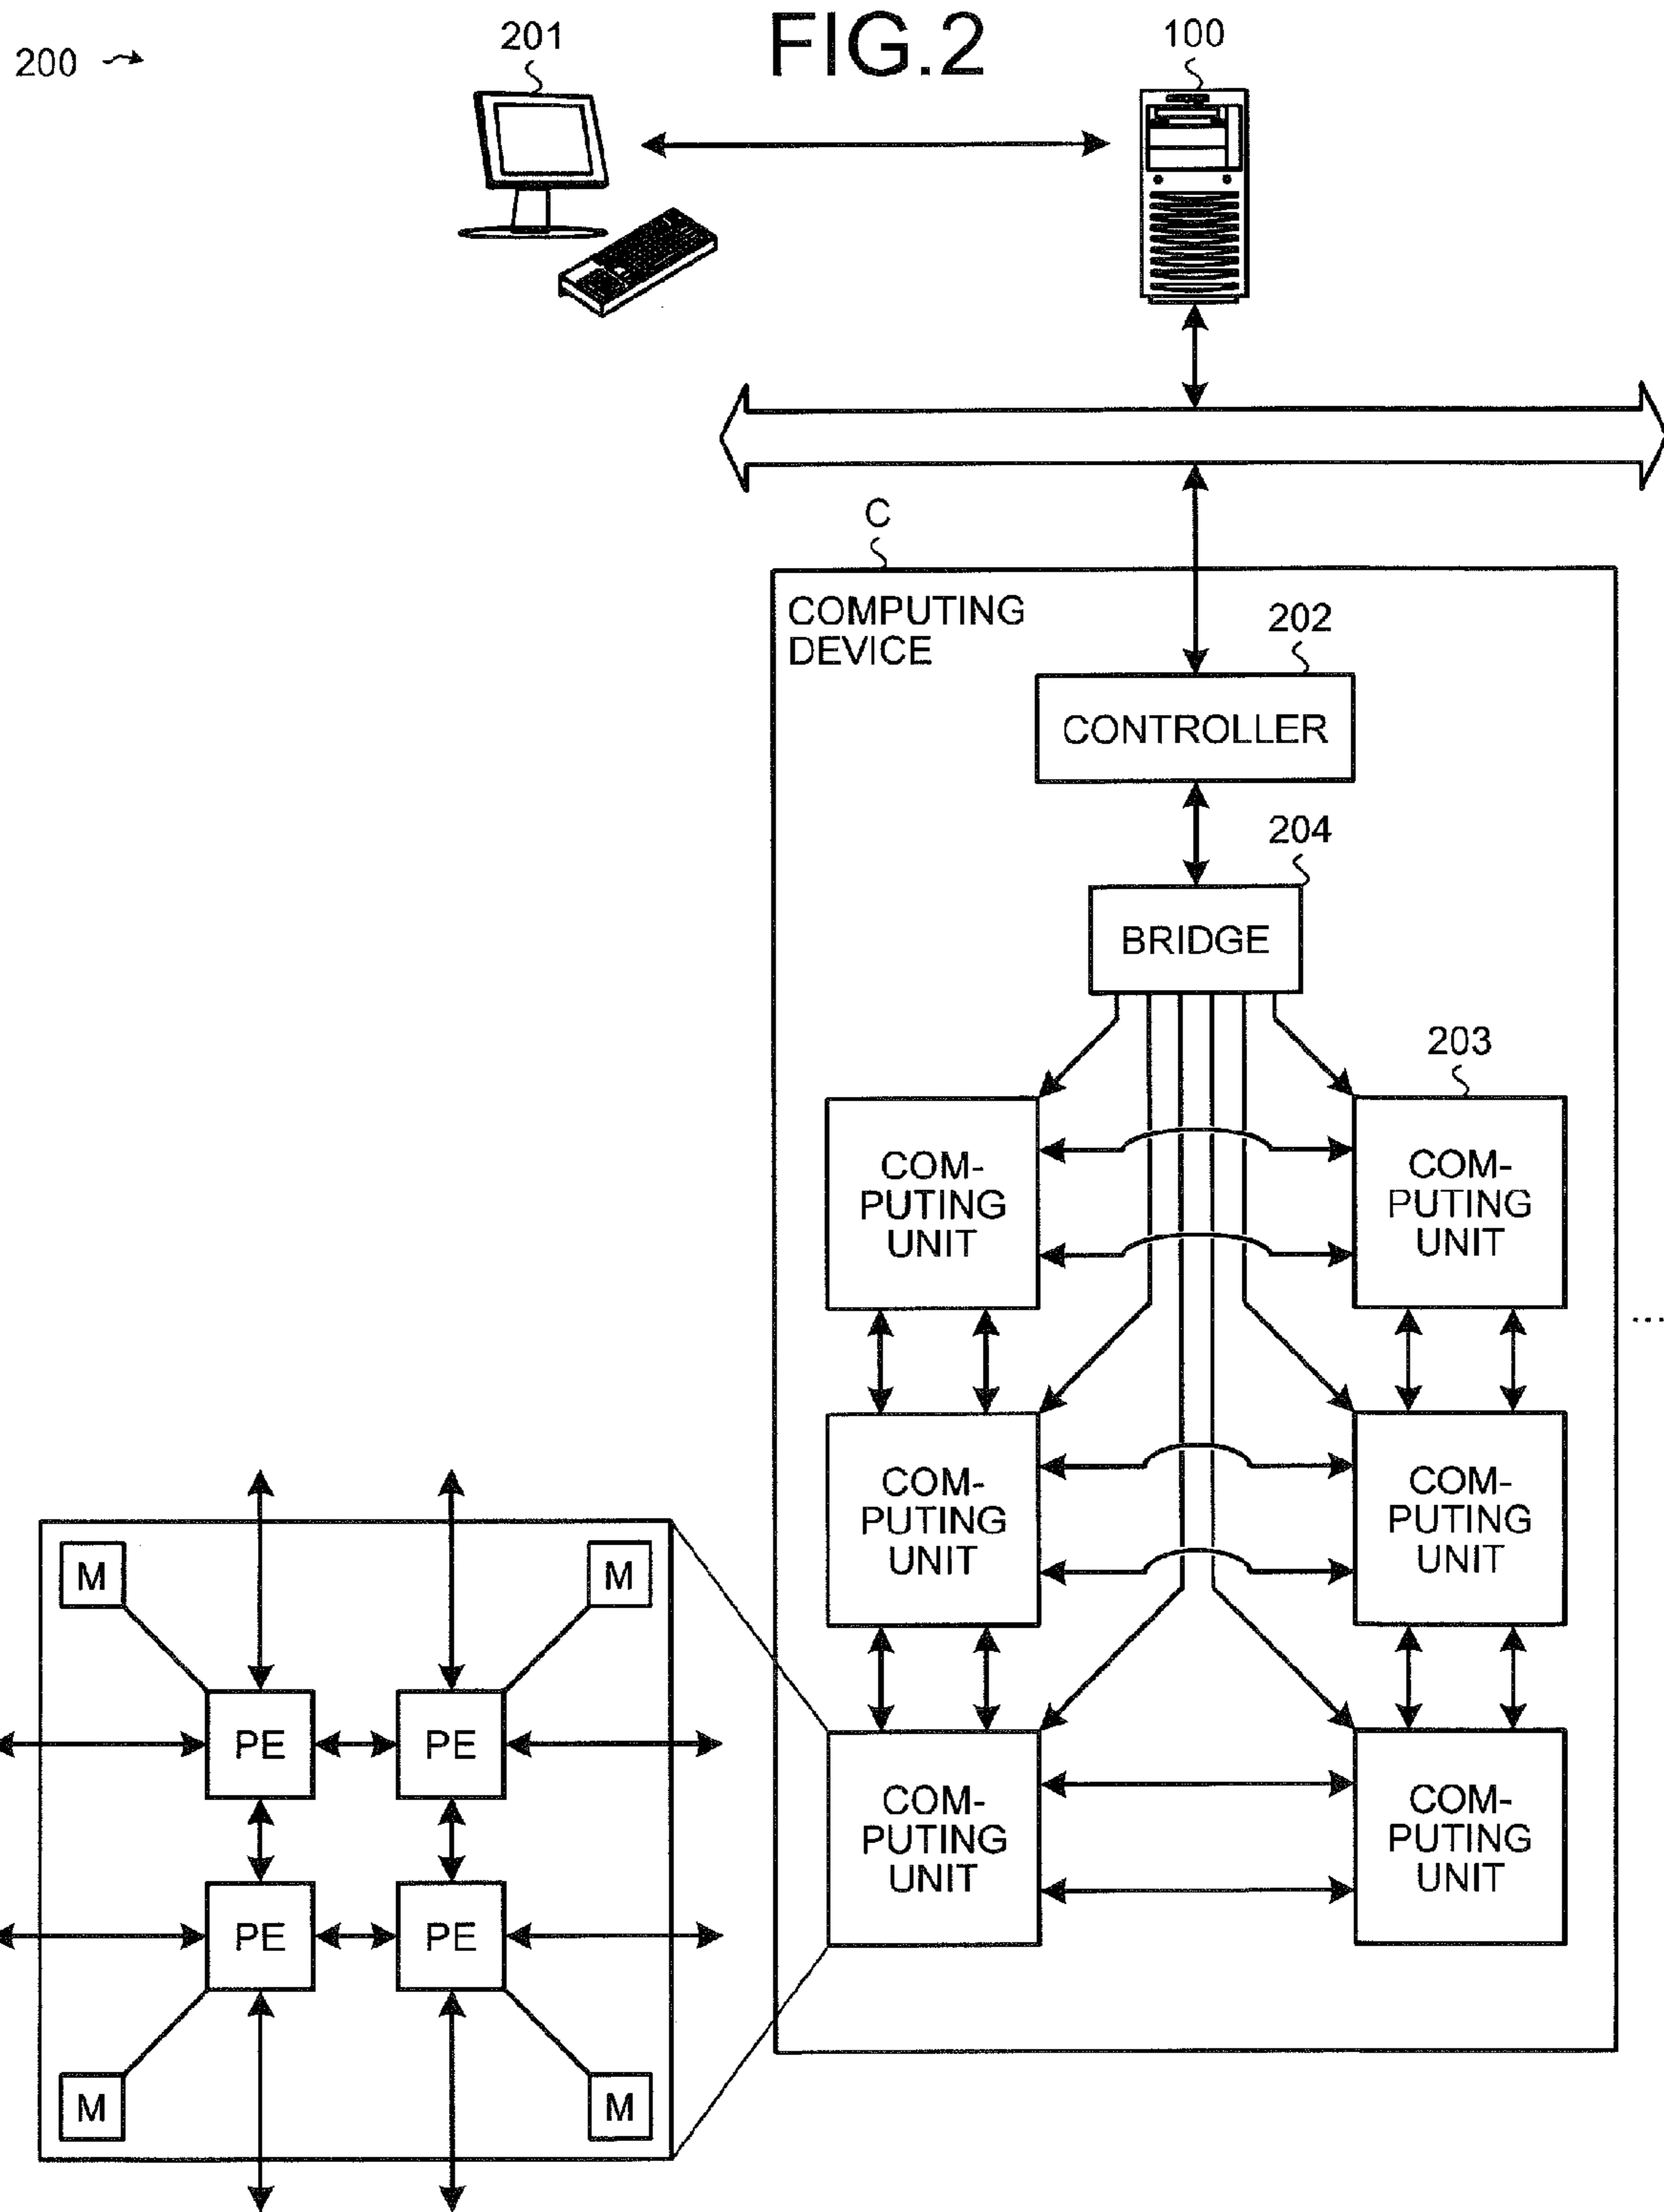 FIG.2
200
201
100
C
COMPUTING
DEVICE
202
CONTROLLER
204
BRIDGE
203
COM-
PUTING
UNIT
COM-
PUTING
UNIT
...
COM-
PUTING
UNIT
COM-
PUTING
UNIT
COM-
PUTING
UNIT
COM-
PUTING
UNIT
M
M
PE
PE
PE
PE
M
M